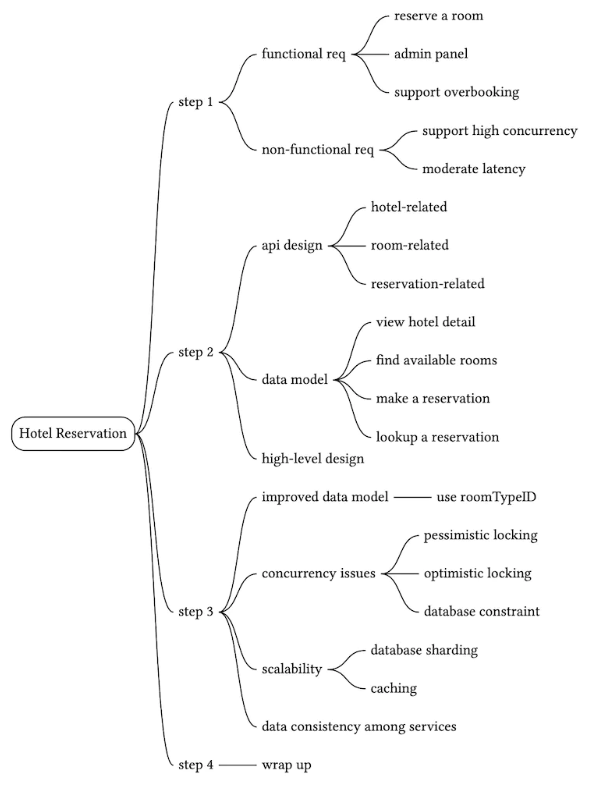 Hotel Reservation
step 1
functional req
reserve a room
admin panel
support overbooking
non-functional req
support high concurrency
moderate latency
step 2
api design
hotel-related
room-related
reservation-related
data model
view hotel detail
find available rooms
make a reservation
lookup a reservation
high-level design
step 3
improved data model
use roomTypeID
concurrency issues
pessimistic locking
optimistic locking
database constraint
scalability
database sharding
caching
data consistency among services
step 4
wrap up